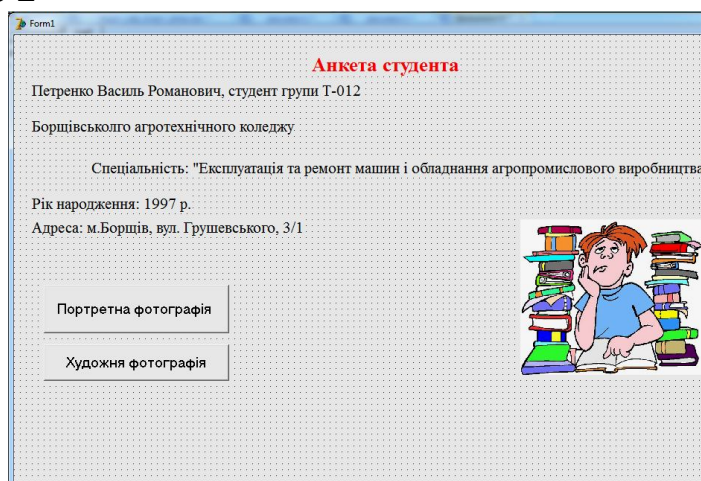 Form1
Анкета студента
Петренко Василь Романович, студент групи Т-012
Борщівськолго агротехнічного коледжу
Спеціальність: "Експлуатація та ремонт машин і обладнання агропромислового виробництва
Рік народження: 1997 р.
Адреса: м.Борщів, вул. Грушевського, 3/1
Портретна фотографія
Художня фотографія